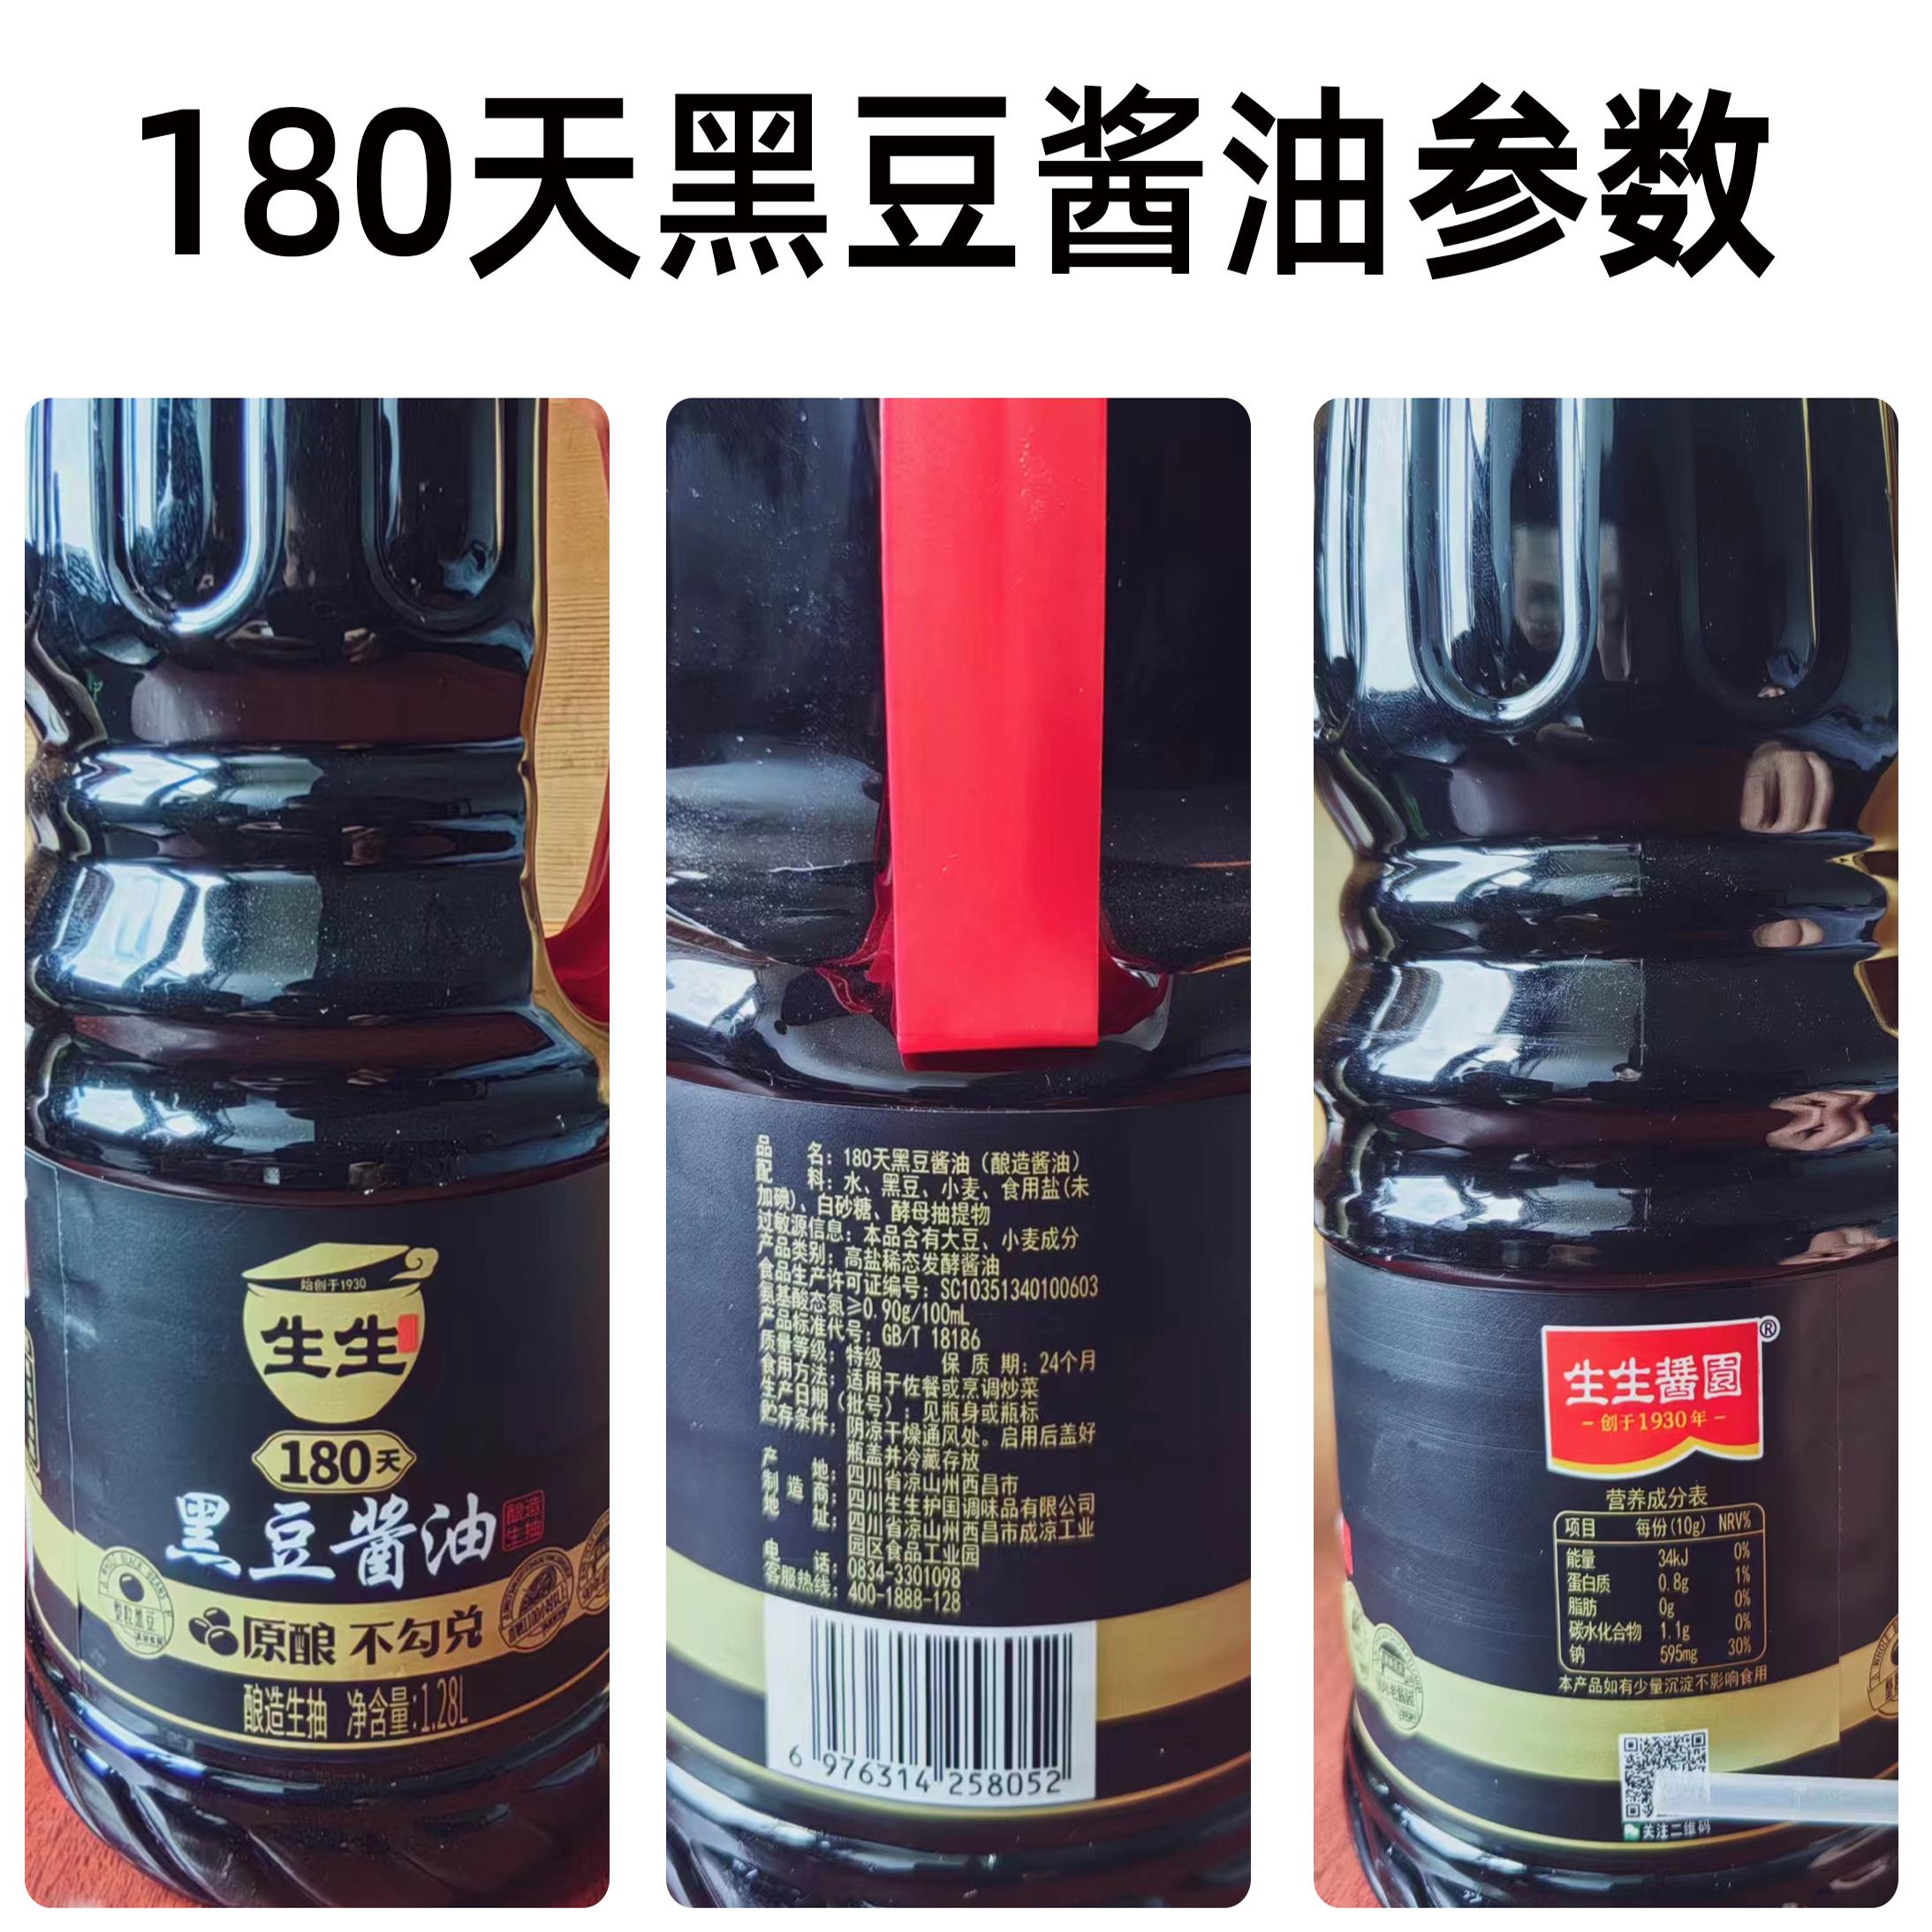 180天黑豆酱油参数
始创于1930
生生
180天
黑豆酱油
酿造
生抽
原酿 不勾兑
酿造生抽 净含量:1.28L
品名：180天黑豆酱油（酿造酱油）
配料：水、黑豆、小麦、食用盐(未
加碘)、白砂糖、酵母抽提物
过敏源信息：本品含有大豆、小麦成分
产品类别：高盐稀态发酵酱油
食品生产许可证编号：SC10351340100603
氨基酸态氮≥0.90g/100mL
产品标准代号：GB/T 18186
质量等级：特级 保质期：24个月
食用方法：适用于佐餐或烹调炒菜
生产日期（批号）：见瓶身或瓶标
贮存条件：阴凉干燥通风处。启用后盖好
瓶盖并冷藏存放
产地：四川省凉山州西昌市
制造商：四川生生护国调味品有限公司
地址：四川省凉山州西昌市成凉工业
园区食品工业园
电话：0834-3301098
客服热线：400-1888-128
6 976314 258052
生生醬園®
-创于1930年-
营养成分表
项目 每份(10g) NRV%
能量 34kJ 0%
蛋白质 0.8g 1%
脂肪 0g 0%
碳水化合物 1.1g 0%
钠 595mg 30%
本产品如有少量沉淀不影响食用
关注二维码